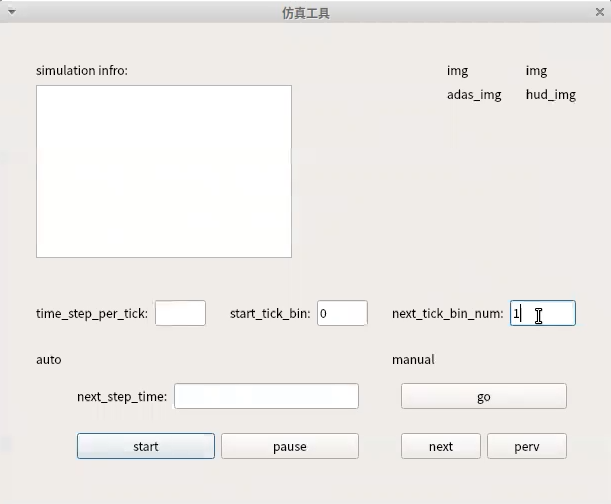 仿真工具
simulation infro:
img img
adas_img hud_img
time_step_per_tick: start_tick_bin: 0 next_tick_bin_num: 1
auto manual
next_step_time: go
start pause next perv